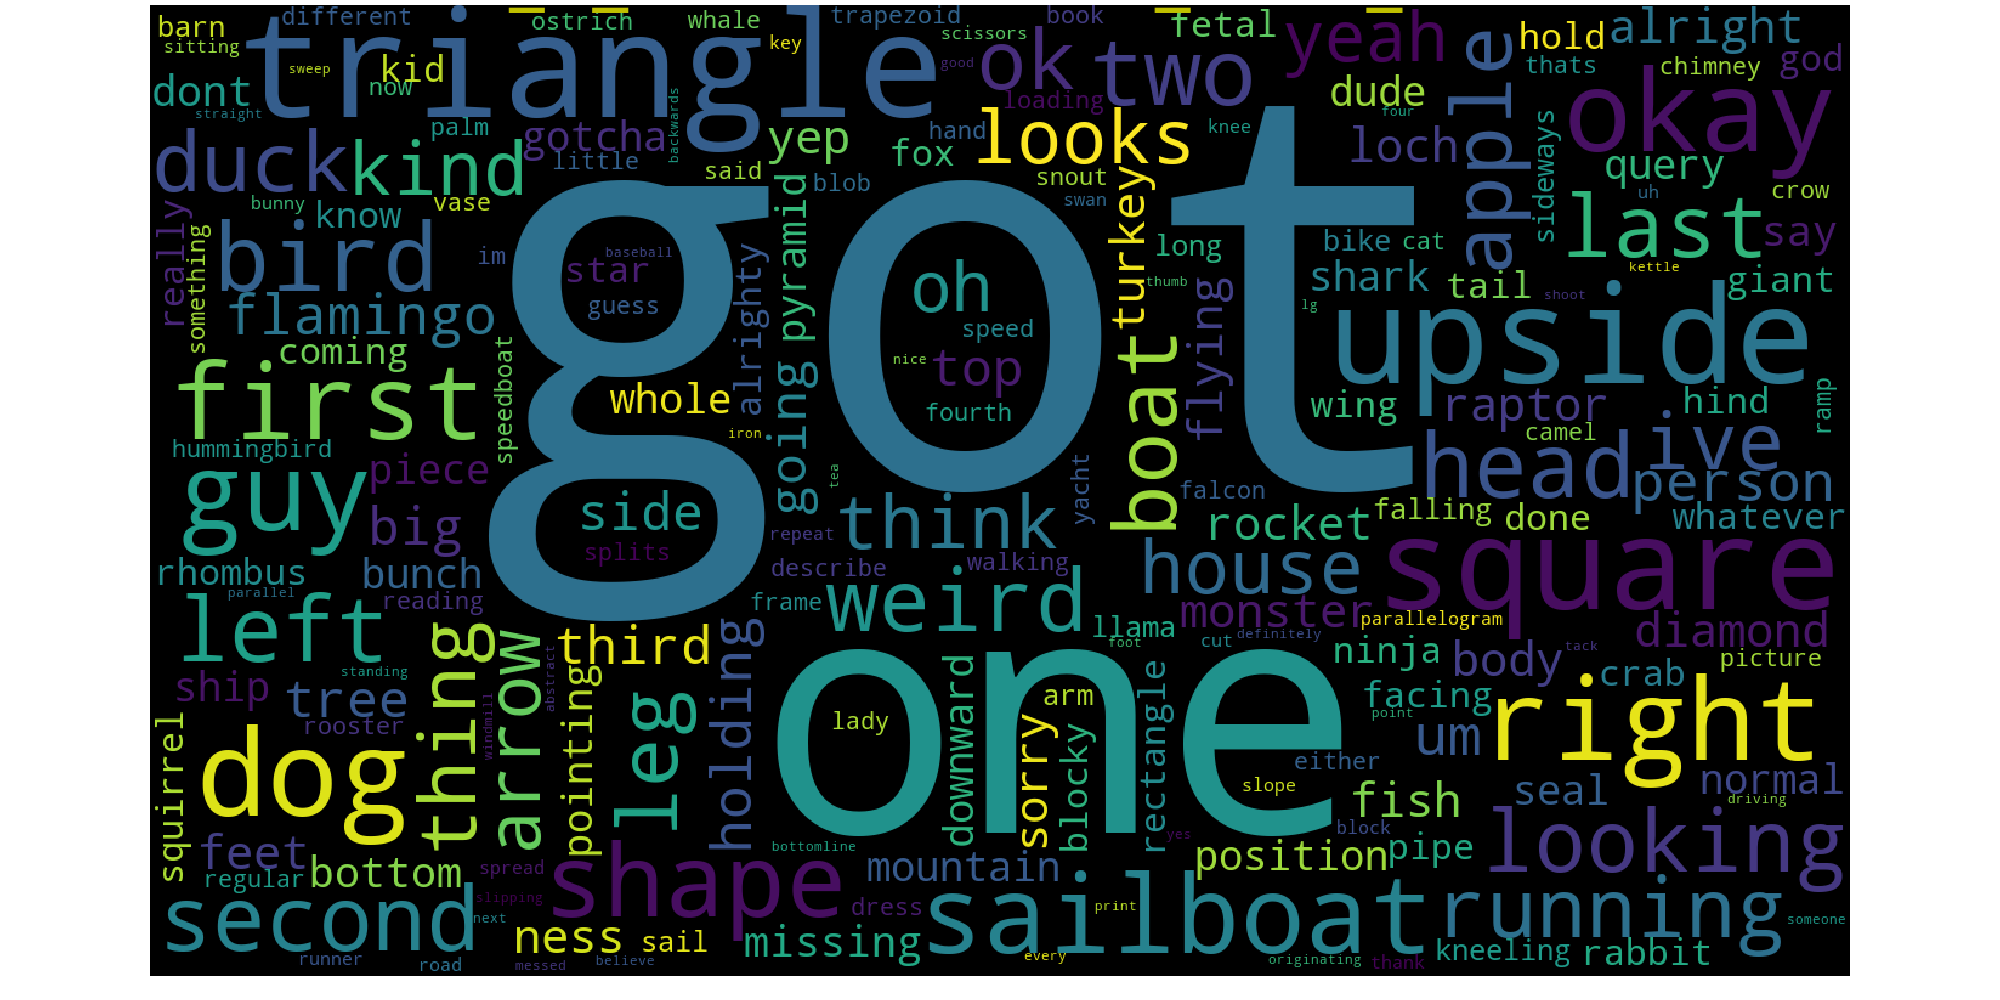 barn
different
ostrich
whale
trapezoid
book
fetal
yeah
hold
alright
sitting
triangle
key
scissors
ok
two
apple
thats
chimney
god
sweep
kid
good
dont
now
loading
dude
okay
straight
palm
backwards
gotcha
yep
hand
looks
knee
four
loch
sideways
query
duck
kind
little
said
fox
blob
snout
turkey
crow
bunny
know
vase
pyramid
swan
uh
last
say
really
something
bird
im
star
baseball
got
long
bike
cat
kettle
flamingo
guess
alrighty
oh
thumb
shark
tail
shoot
giant
lg
upside
coming
speedboat
speed
boat
flying
first
nice
top
whole
going
fourth
wing
raptor
hind
ramp
hummingbird
iron
camel
head
ive
guy
piece
tea
yacht
falcon
person
big
side
think
rocket
falling
done
whatever
splits
repeat
square
rhombus
bunch
describe
walking
house
parallel
reading
frame
weird
llama
monster
parallelogram
diamond
left
thing
arrow
third
holding
foot
cut
definitely
ninja
body
tack
picture
ship
standing
abstract
one
crab
tree
windmill
pointing
leg
downward
arm
rectangle
facing
point
right
rooster
lady
sorry
blocky
um
squirrel
dog
either
normal
slope
fish
seal
driving
feet
bottomline
block
yes
looking
regular
bottom
spread
shape
mountain
position
pipe
second
slipping
next
dress
sailboat
print
running
someone
ness
sail
missing
kneeling
rabbit
runner
road
messed
believe
every
originating
thank